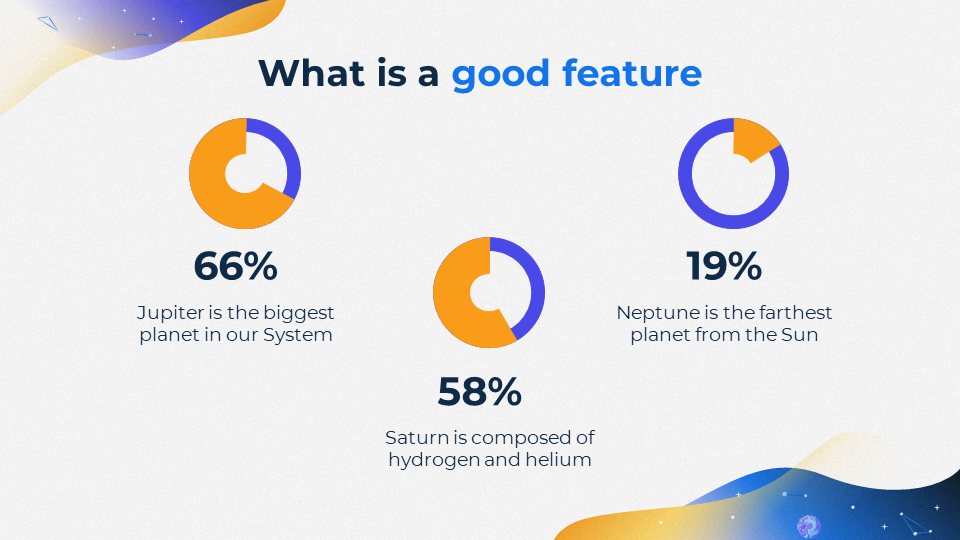 What is a good feature
66%
Jupiter is the biggest
planet in our System
58%
Saturn is composed of
hydrogen and helium
19%
Neptune is the farthest
planet from the Sun